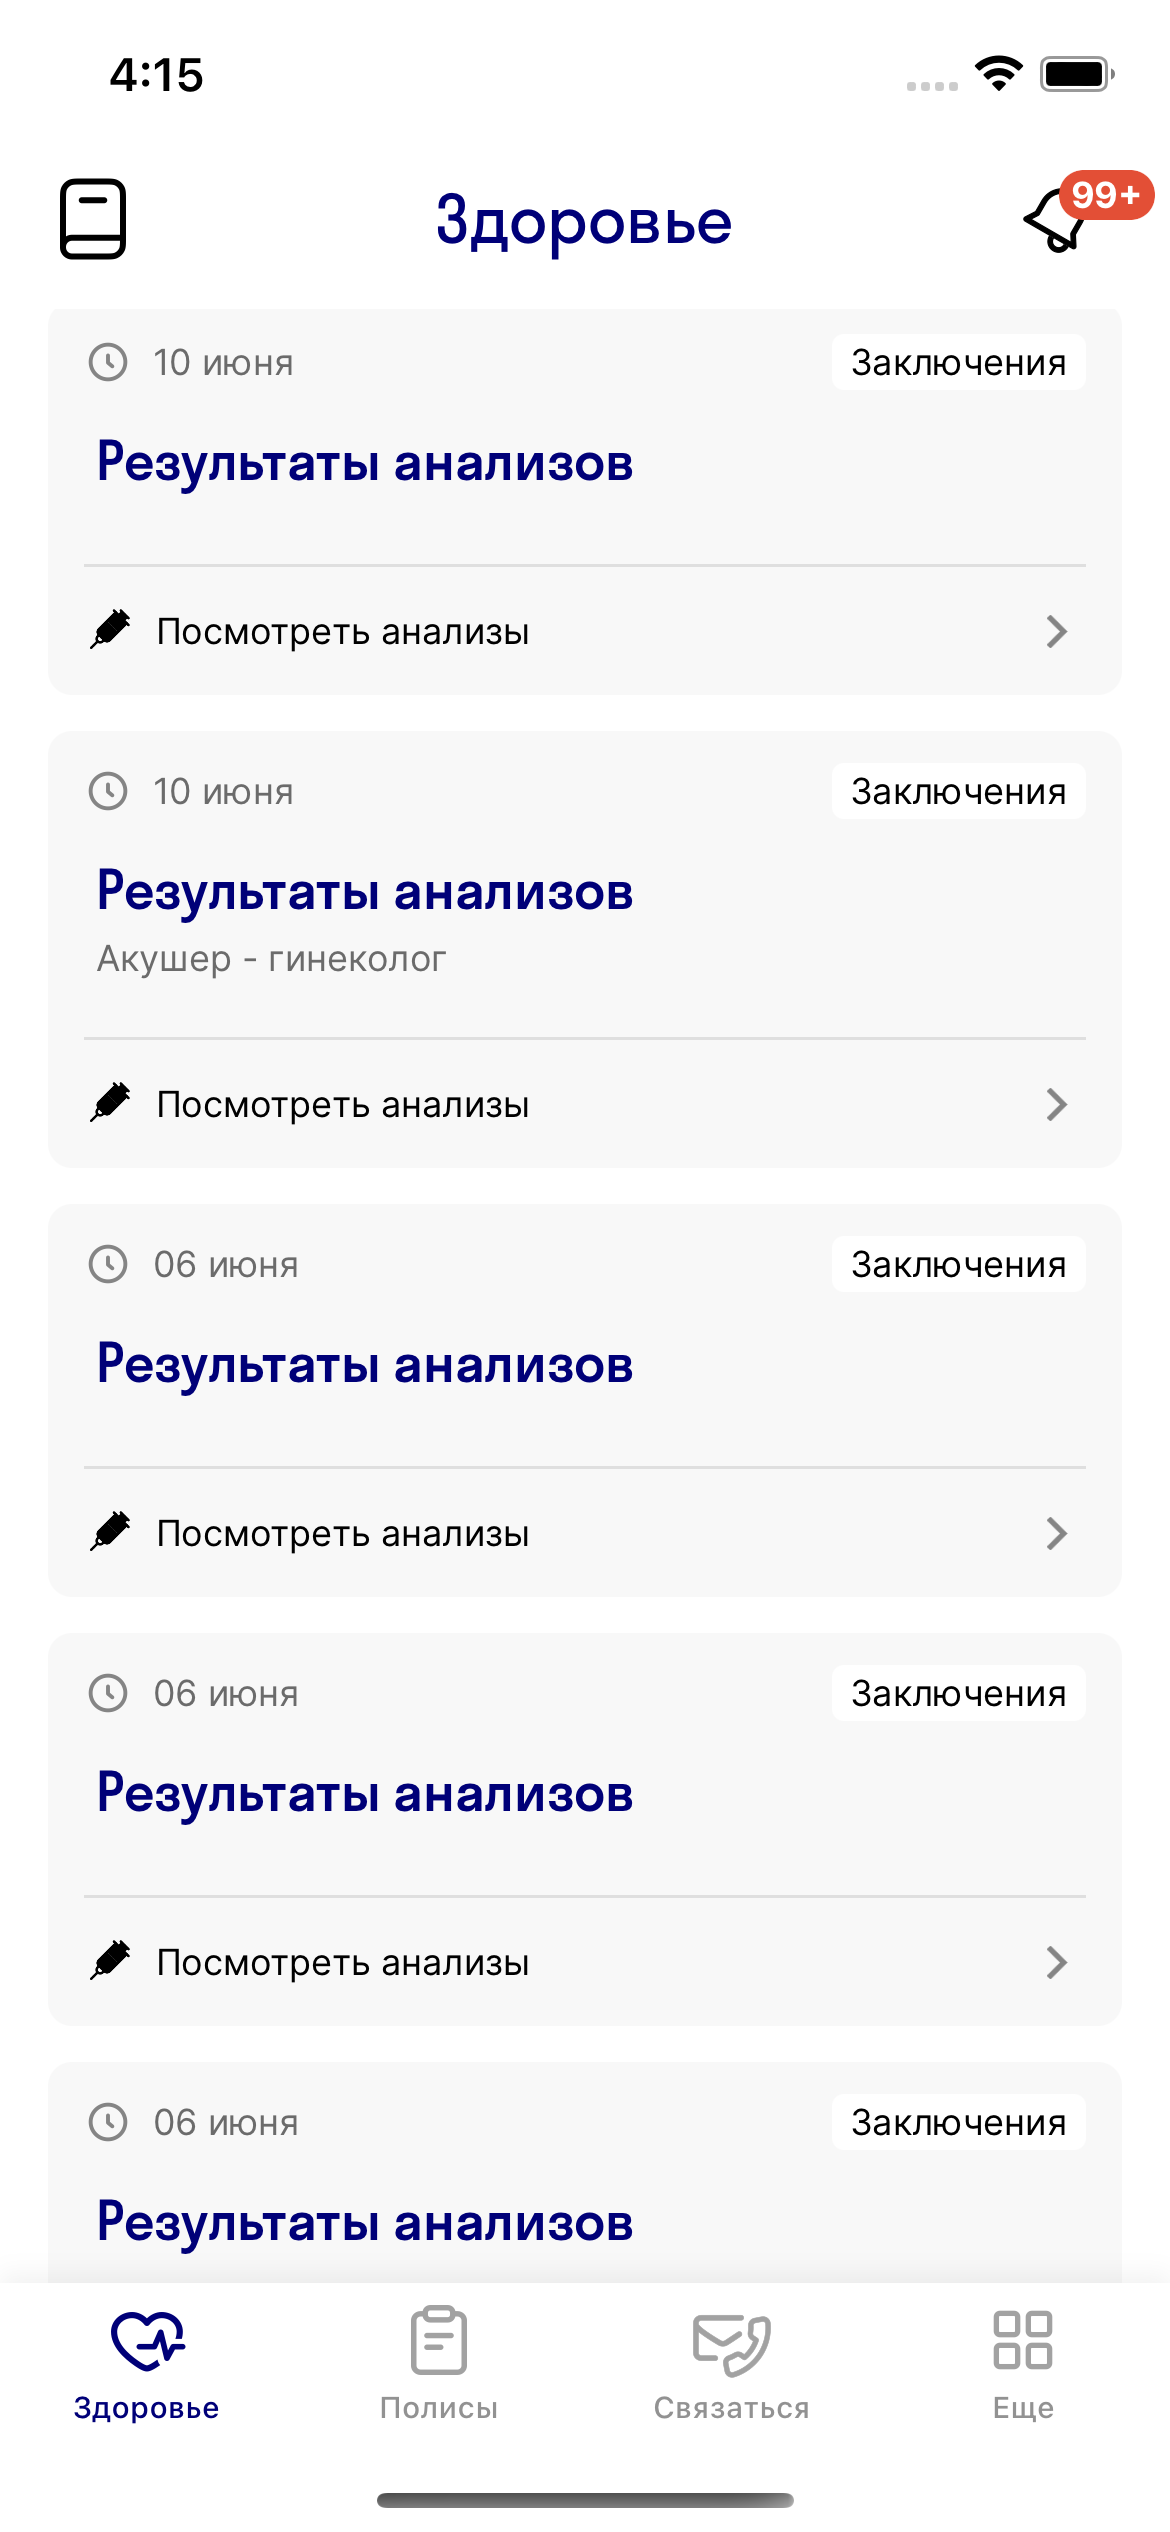 4:15
Здоровье
99+
10 июня
Заключения
Результаты анализов
Посмотреть анализы
10 июня
Заключения
Результаты анализов
Акушер - гинеколог
Посмотреть анализы
06 июня
Заключения
Результаты анализов
Посмотреть анализы
06 июня
Заключения
Результаты анализов
Посмотреть анализы
06 июня
Заключения
Результаты анализов
Здоровье
Полисы
Связаться
Еще